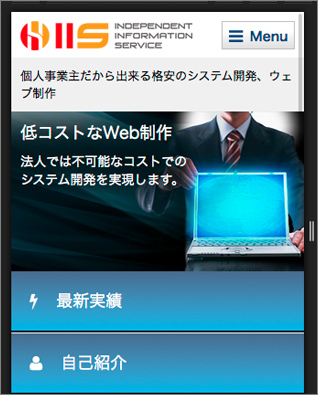 IIS INDEPENDENT
INFORMATION
SERVICE
Menu
個人事業主だから出来る格安のシステム開発、ウェ
ブ制作
低コストなWeb制作
法人では不可能なコストでの
システム開発を実現します。
最新実績
自己紹介